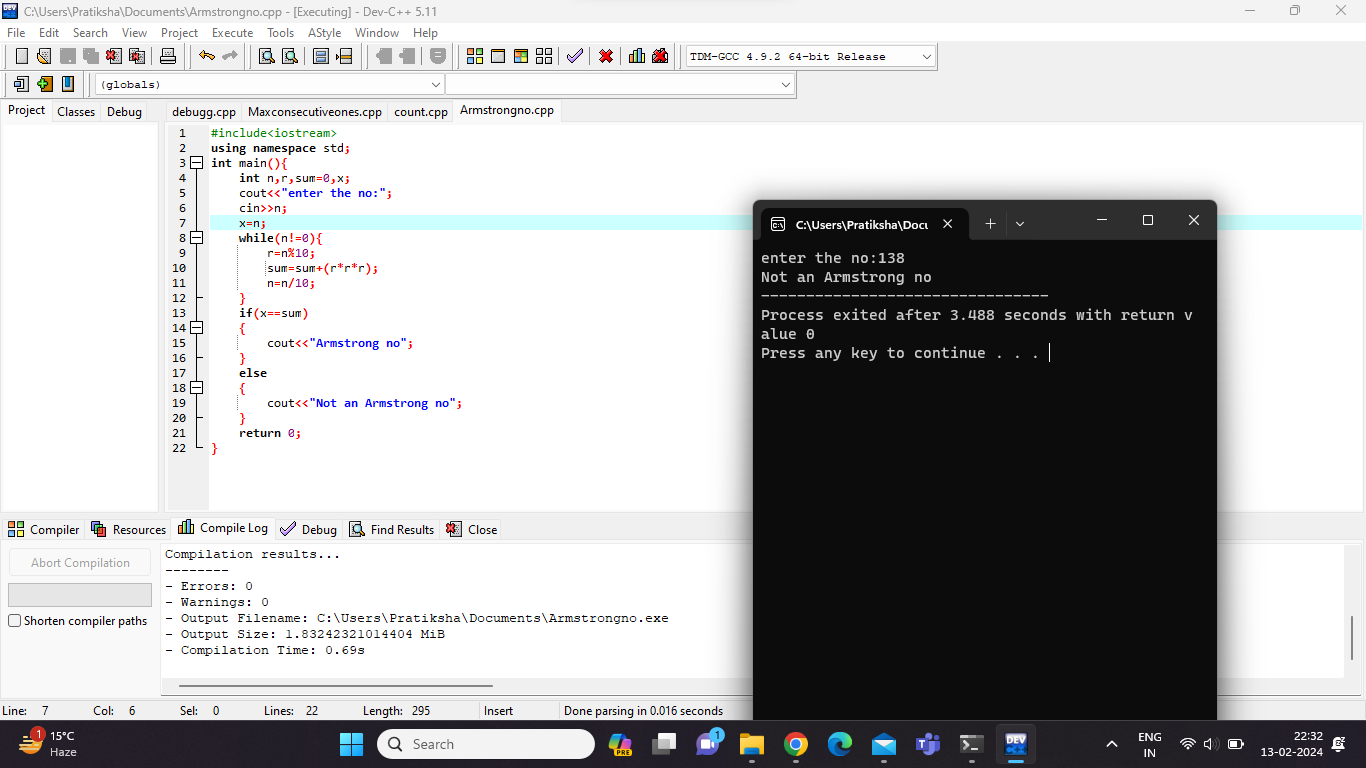 C:\Users\Pratiksha\Documents\Armstrongno.cpp - [Executing] - Dev-C++ 5.11
File Edit Search View Project Execute Tools AStyle Window Help
TDM-GCC 4.9.2 64-bit Release
(globals)
Project Classes Debug
debugg.cpp Maxconsecutiveones.cpp count.cpp Armstrongno.cpp
1 #include<iostream>
2 using namespace std;
3 int main(){
4 int n,r,sum=0,x;
5 cout<<"enter the no:";
6 cin>>n;
7 x=n;
8 while(n!=0){
9 r=n%10;
10 sum=sum+(r*r*r);
11 n=n/10;
12 }
13 if(x==sum)
14 {
15 cout<<"Armstrong no";
16 }
17 else
18 {
19 cout<<"Not an Armstrong no";
20 }
21 return 0;
22 }
C:\Users\Pratiksha\Docu
enter the no:138
Not an Armstrong no
--------------------------------
Process exited after 3.488 seconds with return v
alue 0
Press any key to continue . . .
Compiler Resources Compile Log Debug Find Results Close
Abort Compilation
Shorten compiler paths
Compilation results...
--------
- Errors: 0
- Warnings: 0
- Output Filename: C:\Users\Pratiksha\Documents\Armstrongno.exe
- Output Size: 1.83242321014404 MiB
- Compilation Time: 0.69s
Line: 7 Col: 6 Sel: 0 Lines: 22 Length: 295 Insert Done parsing in 0.016 seconds
1
15°C
Haze
Search
PRE
1
DEV
ENG
IN
22:32
13-02-2024